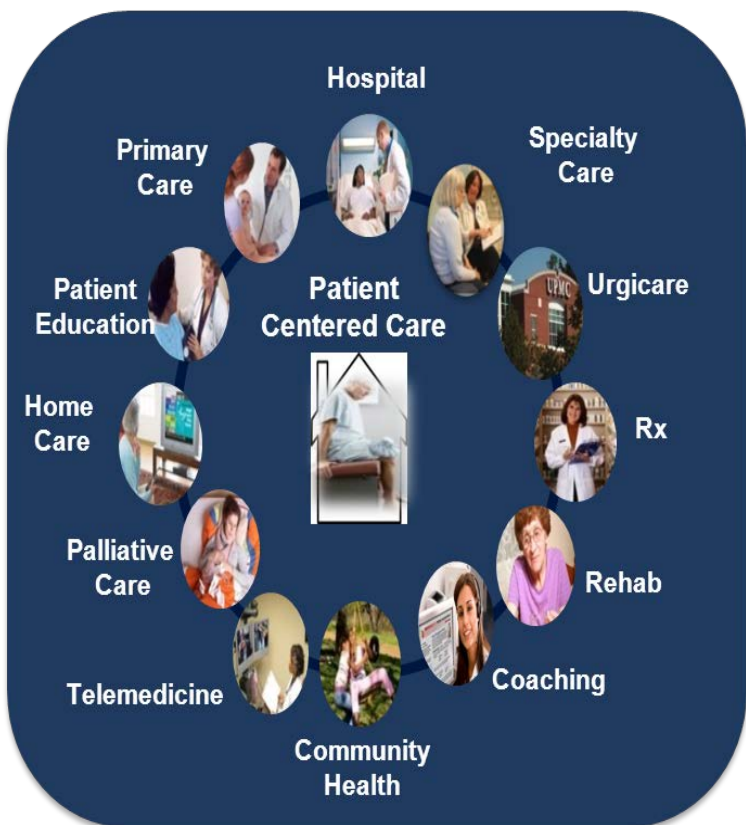 Hospital
Specialty
Care
Urgicare
UPMC
Rx
Rehab
Coaching
Community
Health
Telemedicine
Palliative
Care
Home
Care
Patient
Education
Primary
Care
Patient
Centered Care